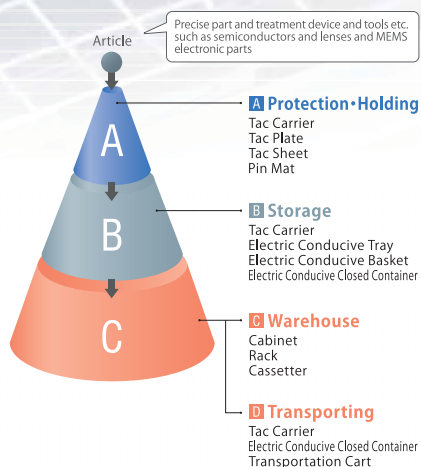 Article
Precise part and treatment device and tools etc.
such as semiconductors and lenses and MEMS
electronic parts
A
B
C
A Protection・Holding
Tac Carrier
Tac Plate
Tac Sheet
Pin Mat
B Storage
Tac Carrier
Electric Conducive Tray
Electric Conducive Basket
Electric Conducive Closed Container
C Warehouse
Cabinet
Rack
Cassetter
D Transporting
Tac Carrier
Electric Conducive Closed Container
Transportation Cart